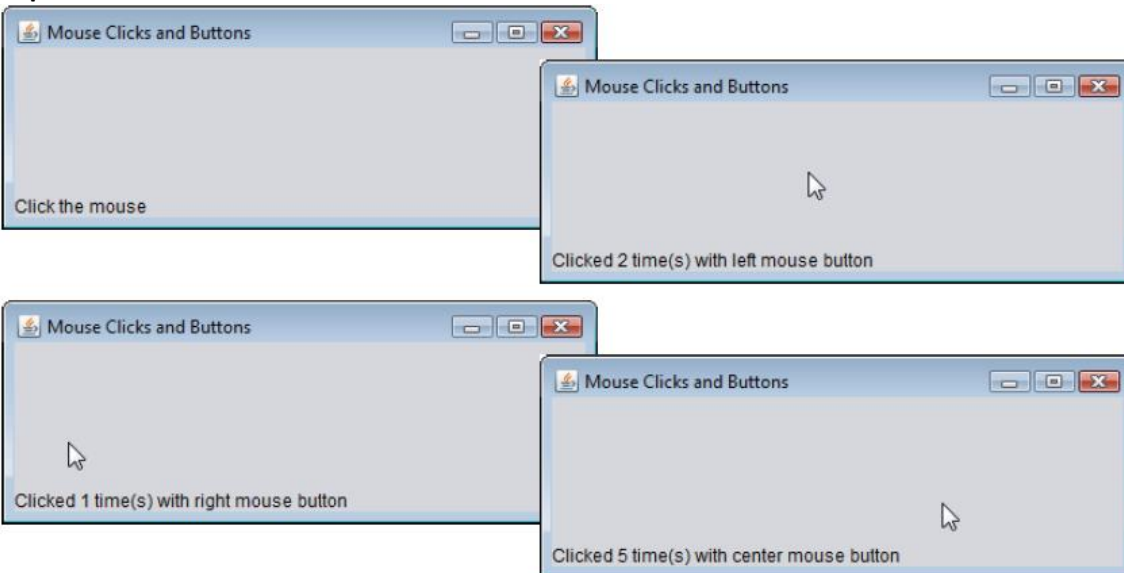 Mouse Clicks and Buttons
Click the mouse
Mouse Clicks and Buttons
Clicked 2 time(s) with left mouse button
Mouse Clicks and Buttons
Clicked 1 time(s) with right mouse button
Mouse Clicks and Buttons
Clicked 5 time(s) with center mouse button